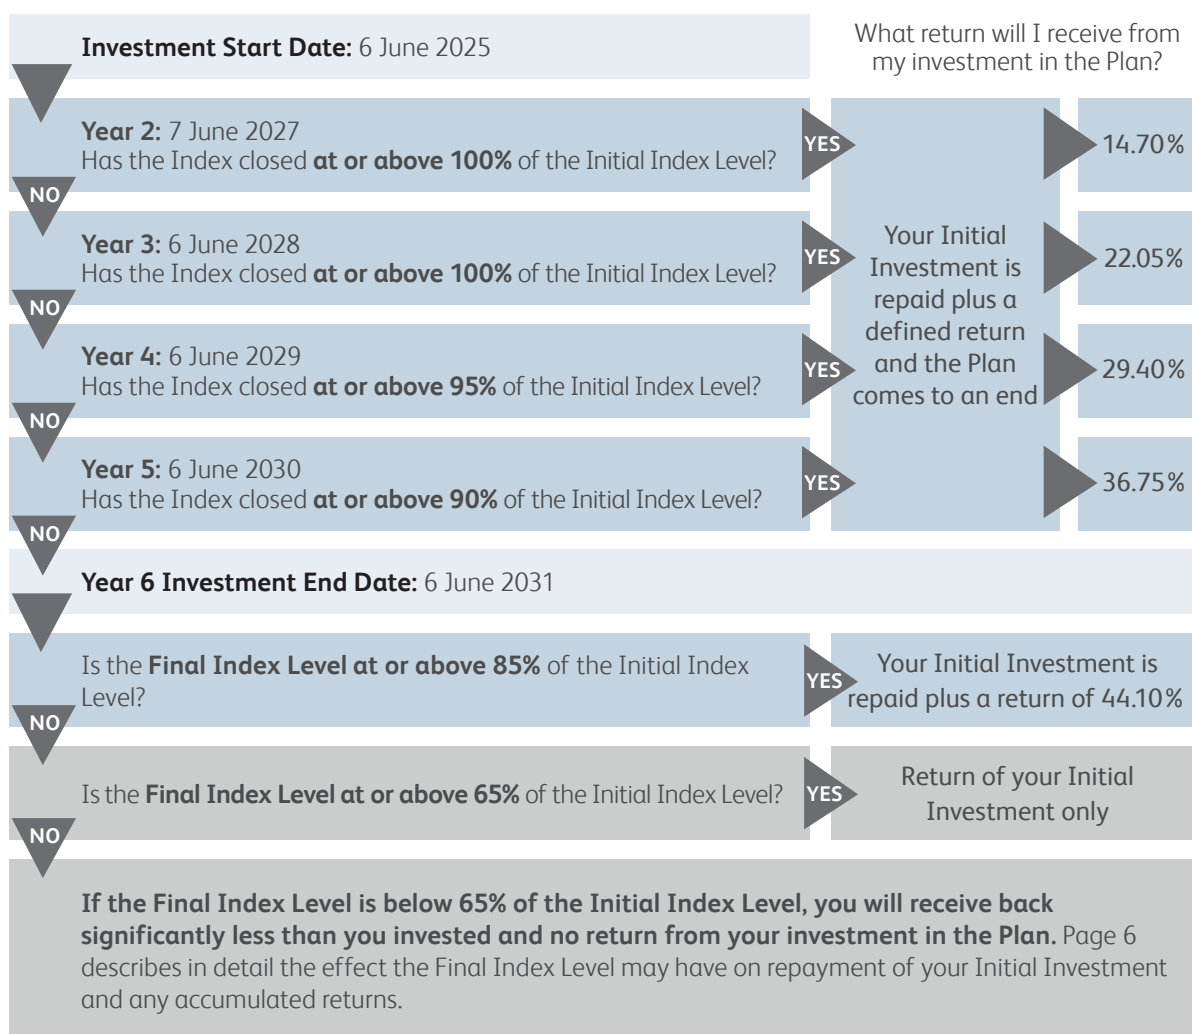 Investment Start Date: 6 June 2025
What return will I receive from
my investment in the Plan?
Year 2: 7 June 2027
Has the Index closed at or above 100% of the Initial Index Level?
YES
14.70%
NO
Year 3: 6 June 2028
Has the Index closed at or above 100% of the Initial Index Level?
YES
22.05%
NO
Year 4: 6 June 2029
Has the Index closed at or above 95% of the Initial Index Level?
YES
29.40%
NO
Year 5: 6 June 2030
Has the Index closed at or above 90% of the Initial Index Level?
YES
36.75%
Your Initial
Investment is
repaid plus a
defined return
and the Plan
comes to an end
NO
Year 6 Investment End Date: 6 June 2031
Is the Final Index Level at or above 85% of the Initial Index
Level?
YES
Your Initial Investment is
repaid plus a return of 44.10%
NO
Is the Final Index Level at or above 65% of the Initial Index Level?
YES
Return of your Initial
Investment only
NO
If the Final Index Level is below 65% of the Initial Index Level, you will receive back
significantly less than you invested and no return from your investment in the Plan. Page 6
describes in detail the effect the Final Index Level may have on repayment of your Initial Investment
and any accumulated returns.